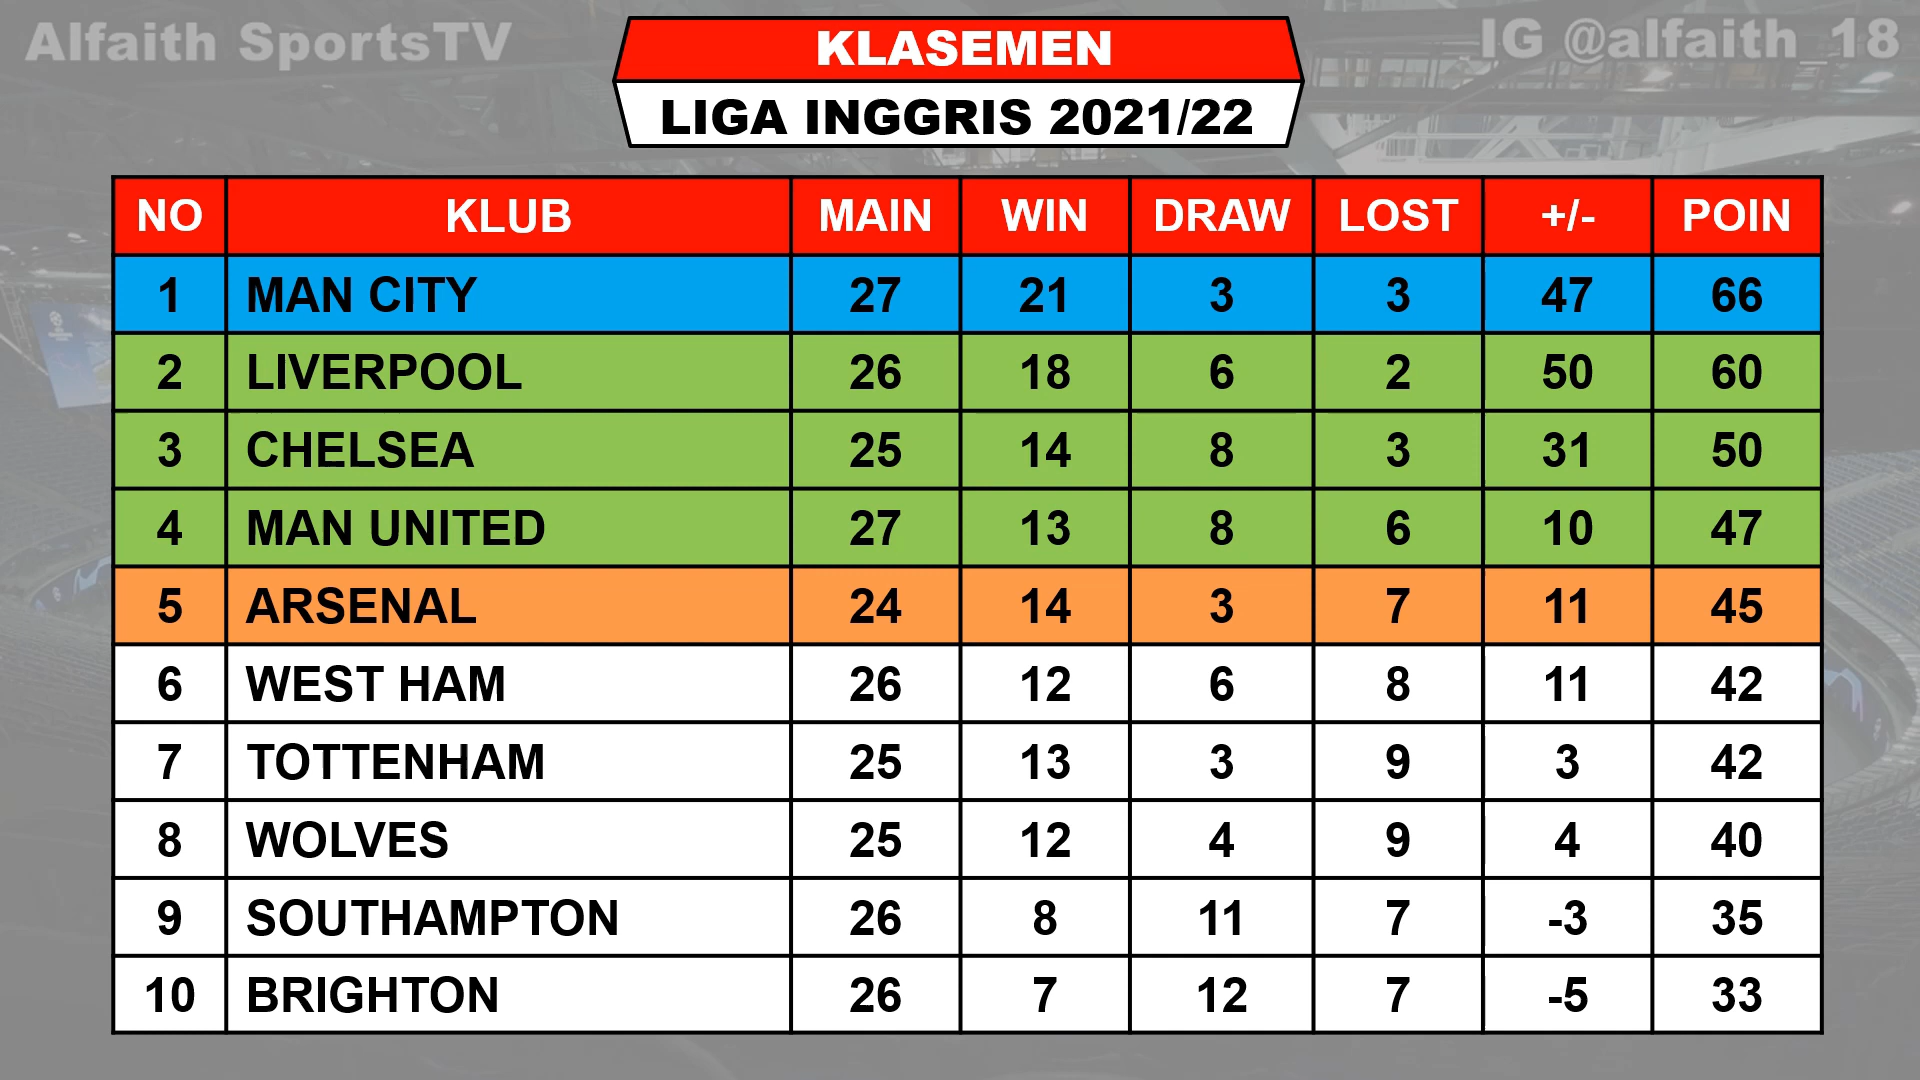 Alfaith SportsTV
IG @alfaith_18
KLASEMEN
LIGA INGGRIS 2021/22
NO KLUB MAIN WIN DRAW LOST +/- POIN
1 MAN CITY 27 21 3 3 47 66
2 LIVERPOOL 26 18 6 2 50 60
3 CHELSEA 25 14 8 3 31 50
4 MAN UNITED 27 13 8 6 10 47
5 ARSENAL 24 14 3 7 11 45
6 WEST HAM 26 12 6 8 11 42
7 TOTTENHAM 25 13 3 9 3 42
8 WOLVES 25 12 4 9 4 40
9 SOUTHAMPTON 26 8 11 7 -3 35
10 BRIGHTON 26 7 12 7 -5 33